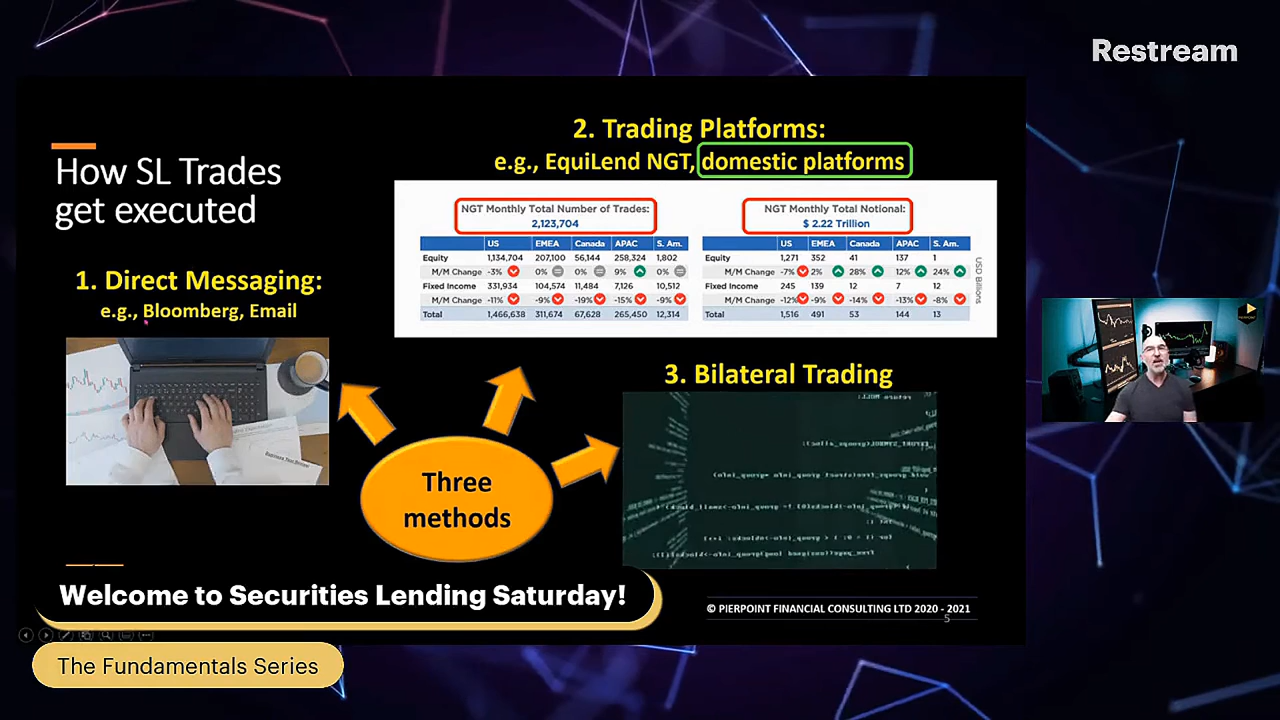 Restream
How SL Trades
get executed
1. Direct Messaging:
e.g., Bloomberg, Email
2. Trading Platforms:
e.g., EquiLend NGT, domestic platforms
NGT Monthly Total Number of Trades:
2,123,704
US EMEA Canada APAC S. Am.
Equity 1,134,704 207,100 56,144 258,324 1,802
M/M Change -3% 0% 0% 9% 0%
Fixed Income 331,934 104,574 11,484 7,126 10,512
M/M Change -11% -9% -19% -15% -9%
Total 1,466,638 311,674 67,628 265,450 12,314
NGT Monthly Total Notional:
$ 2.22 Trillion
US EMEA Canada APAC S. Am.
Equity 1,271 352 41 137 1
M/M Change -7% 2% 28% 12% 24%
Fixed Income 245 139 12 7 12
M/M Change -12% -9% -14% -13% -8%
Total 1,516 491 53 144 13
USD Billions
3. Bilateral Trading
Three
methods
Welcome to Securities Lending Saturday!
© PIERPOINT FINANCIAL CONSULTING LTD 2020 - 2021
5
The Fundamentals Series